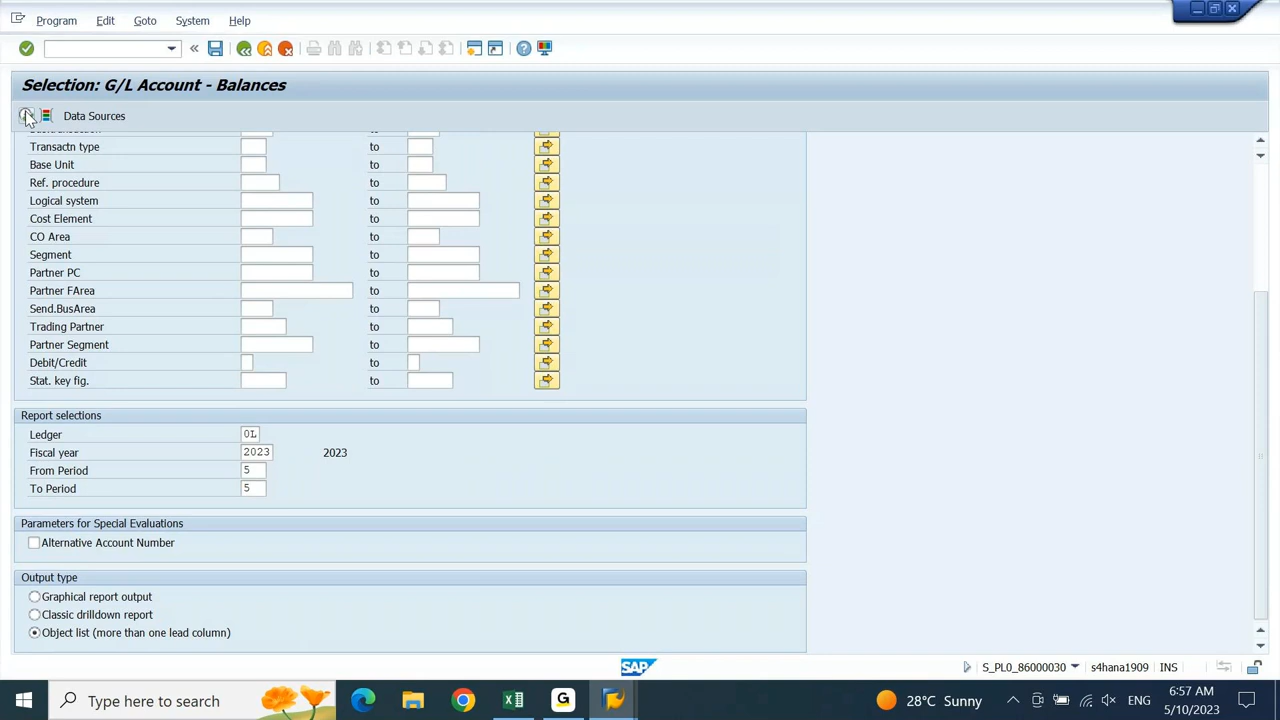 Program Edit Goto System Help
Selection: G/L Account - Balances
Data Sources
Transactn type to
Base Unit to
Ref. procedure to
Logical system to
Cost Element to
CO Area to
Segment to
Partner PC to
Partner FArea to
Send.BusArea to
Trading Partner to
Partner Segment to
Debit/Credit to
Stat. key fig. to
Report selections
Ledger 0L
Fiscal year 2023 2023
From Period 5
To Period 5
Parameters for Special Evaluations
Alternative Account Number
Output type
Graphical report output
Classic drilldown report
Object list (more than one lead column)
SAP S_PL0_86000030 s4hana1909 INS
Type here to search 28°C Sunny ENG 6:57 AM
5/10/2023